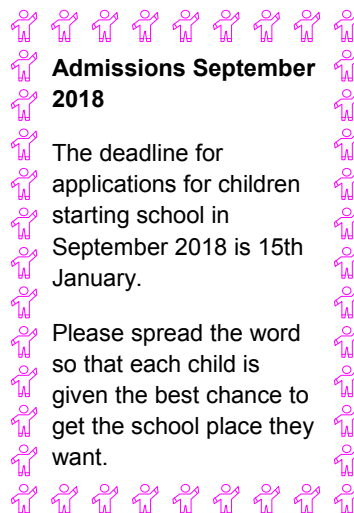 Admissions September
2018
The deadline for
applications for children
starting school in
September 2018 is 15th
January.
Please spread the word
so that each child is
given the best chance to
get the school place they
want.